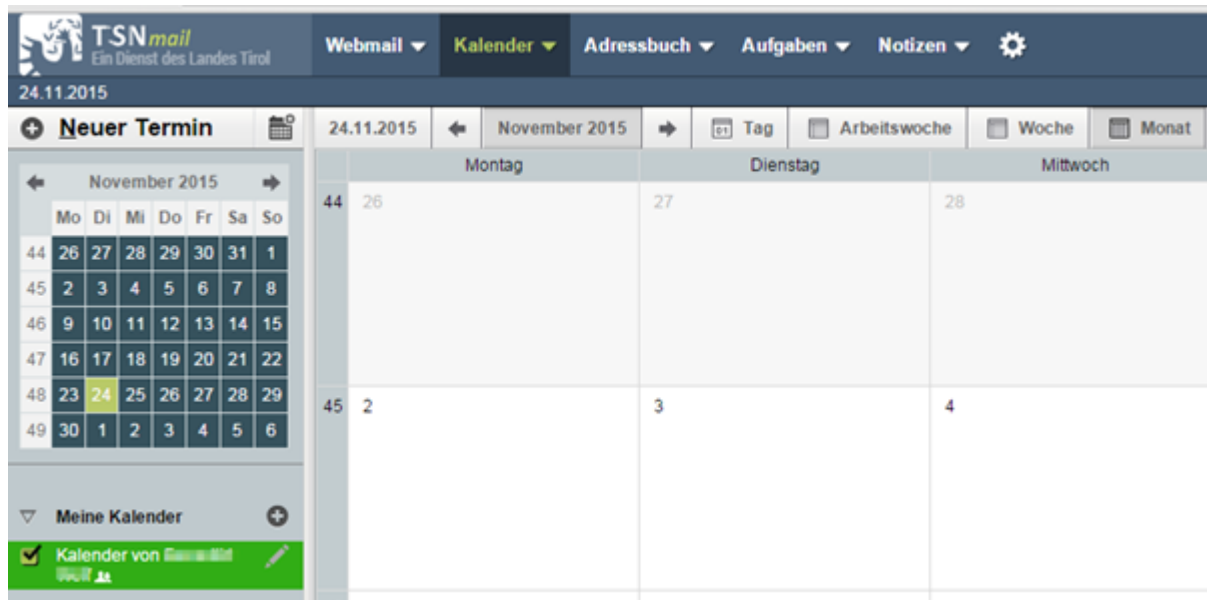 TSNmail
Ein Dienst des Landes Tirol
Webmail Kalender Adressbuch Aufgaben Notizen
24.11.2015
Neuer Termin
24.11.2015 November 2015 Tag Arbeitswoche Woche Monat
Montag Dienstag Mittwoch
November 2015
Mo Di Mi Do Fr Sa So
44 26 27 28 29 30 31 1
45 2 3 4 5 6 7 8
46 9 10 11 12 13 14 15
47 16 17 18 19 20 21 22
48 23 24 25 26 27 28 29
49 30 1 2 3 4 5 6
44 26 27 28
45 2 3 4
Meine Kalender
Kalender von